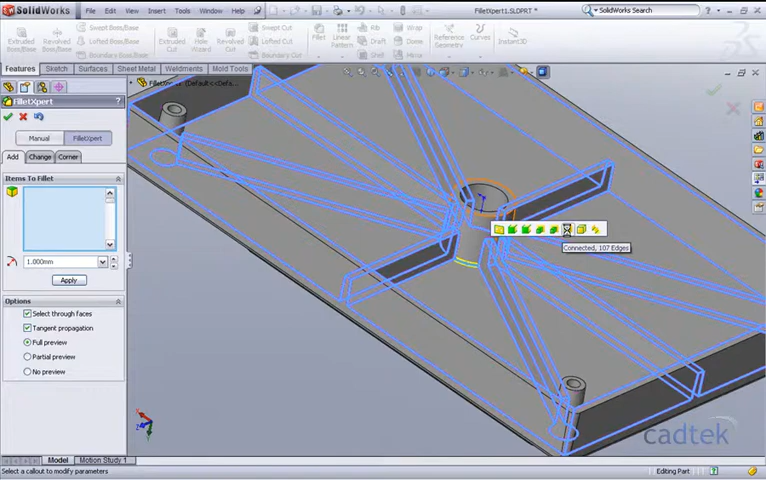 SolidWorks
File Edit View Insert Tools Window Help
FilletXpert1.SLDPRT *
SolidWorks Search
Extruded Boss/Base
Revolved Boss/Base
Swept Boss/Base
Lofted Boss/Base
Boundary Boss/Base
Extruded Cut
Hole Wizard
Revolved Cut
Swept Cut
Lofted Cut
Boundary Cut
Fillet
Linear Pattern
Rib
Draft
Shell
Wrap
Dome
Mirror
Reference Geometry
Curves
Instant3D
Features Sketch Surfaces Sheet Metal Weldments Mold Tools
FilletXpert
?
Manual FilletXpert
Add Change Corner
Items To Fillet
1.000mm
Apply
Options
Select through faces
Tangent propagation
Full preview
Partial preview
No preview
Connected, 107 Edges
cadtek
Model Motion Study 1
Select a callout to modify parameters
Editing Part